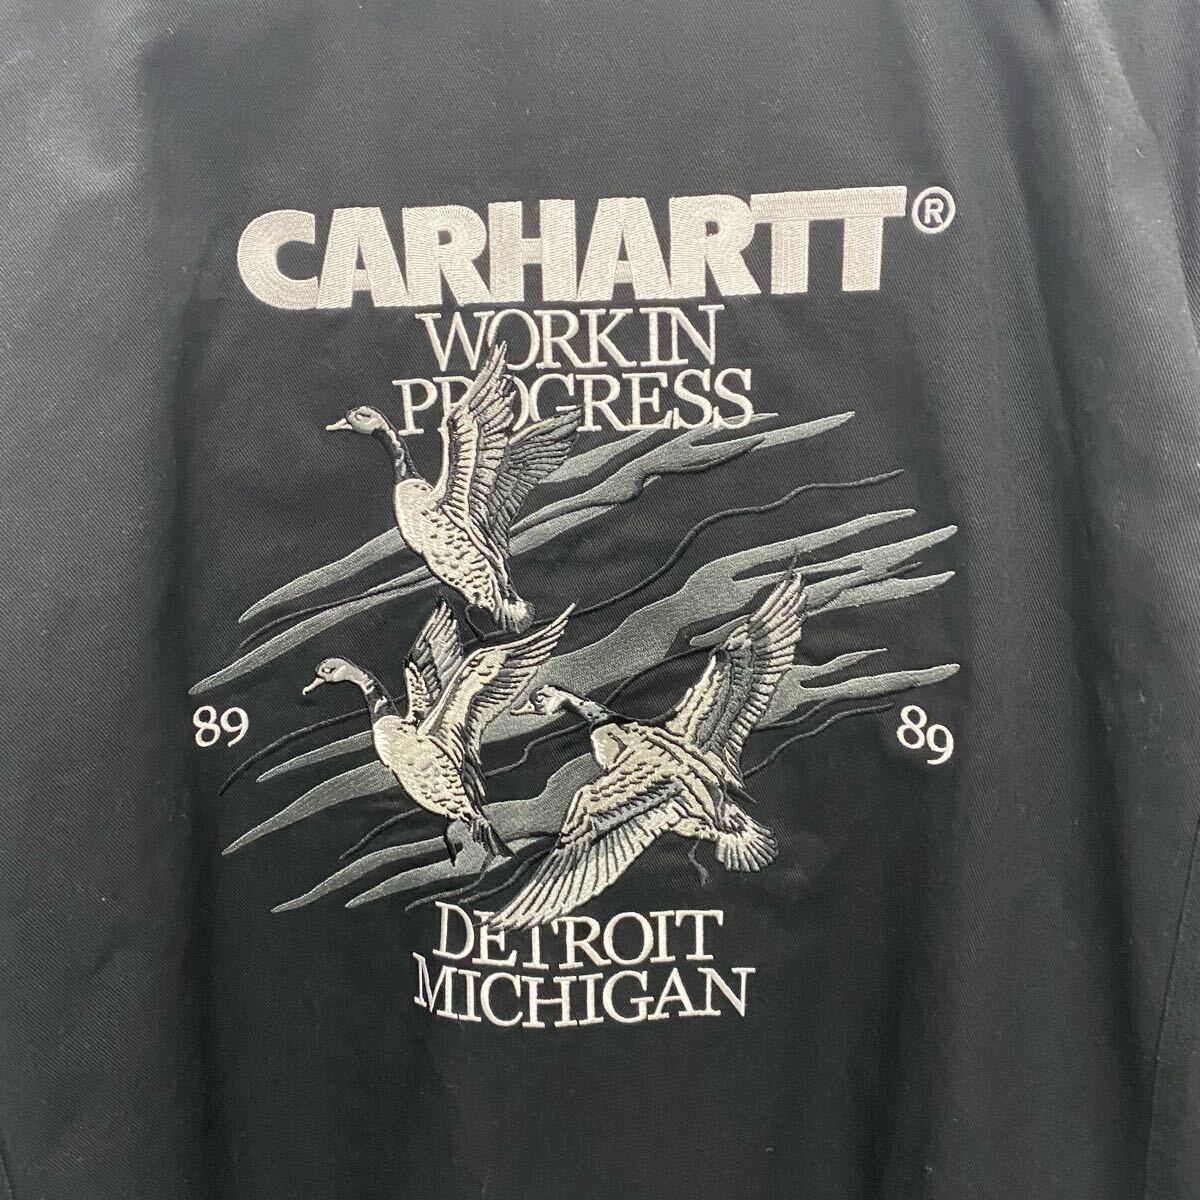 CARHARTT®
WORK IN
PROGRESS
89
89
DETROIT
MICHIGAN